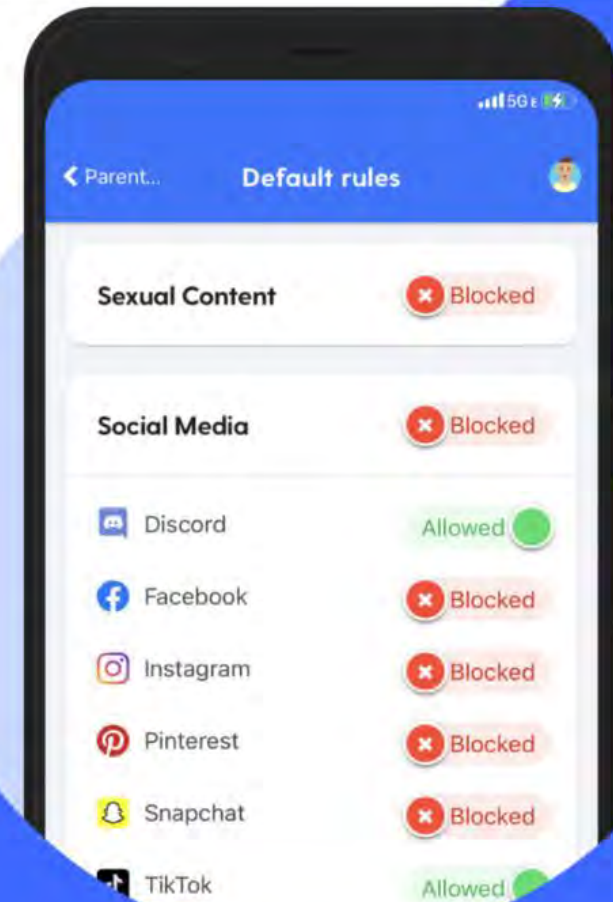 5G E
Parent... Default rules
Sexual Content Blocked
Social Media Blocked
Discord Allowed
Facebook Blocked
Instagram Blocked
Pinterest Blocked
Snapchat Blocked
TikTok Allowed